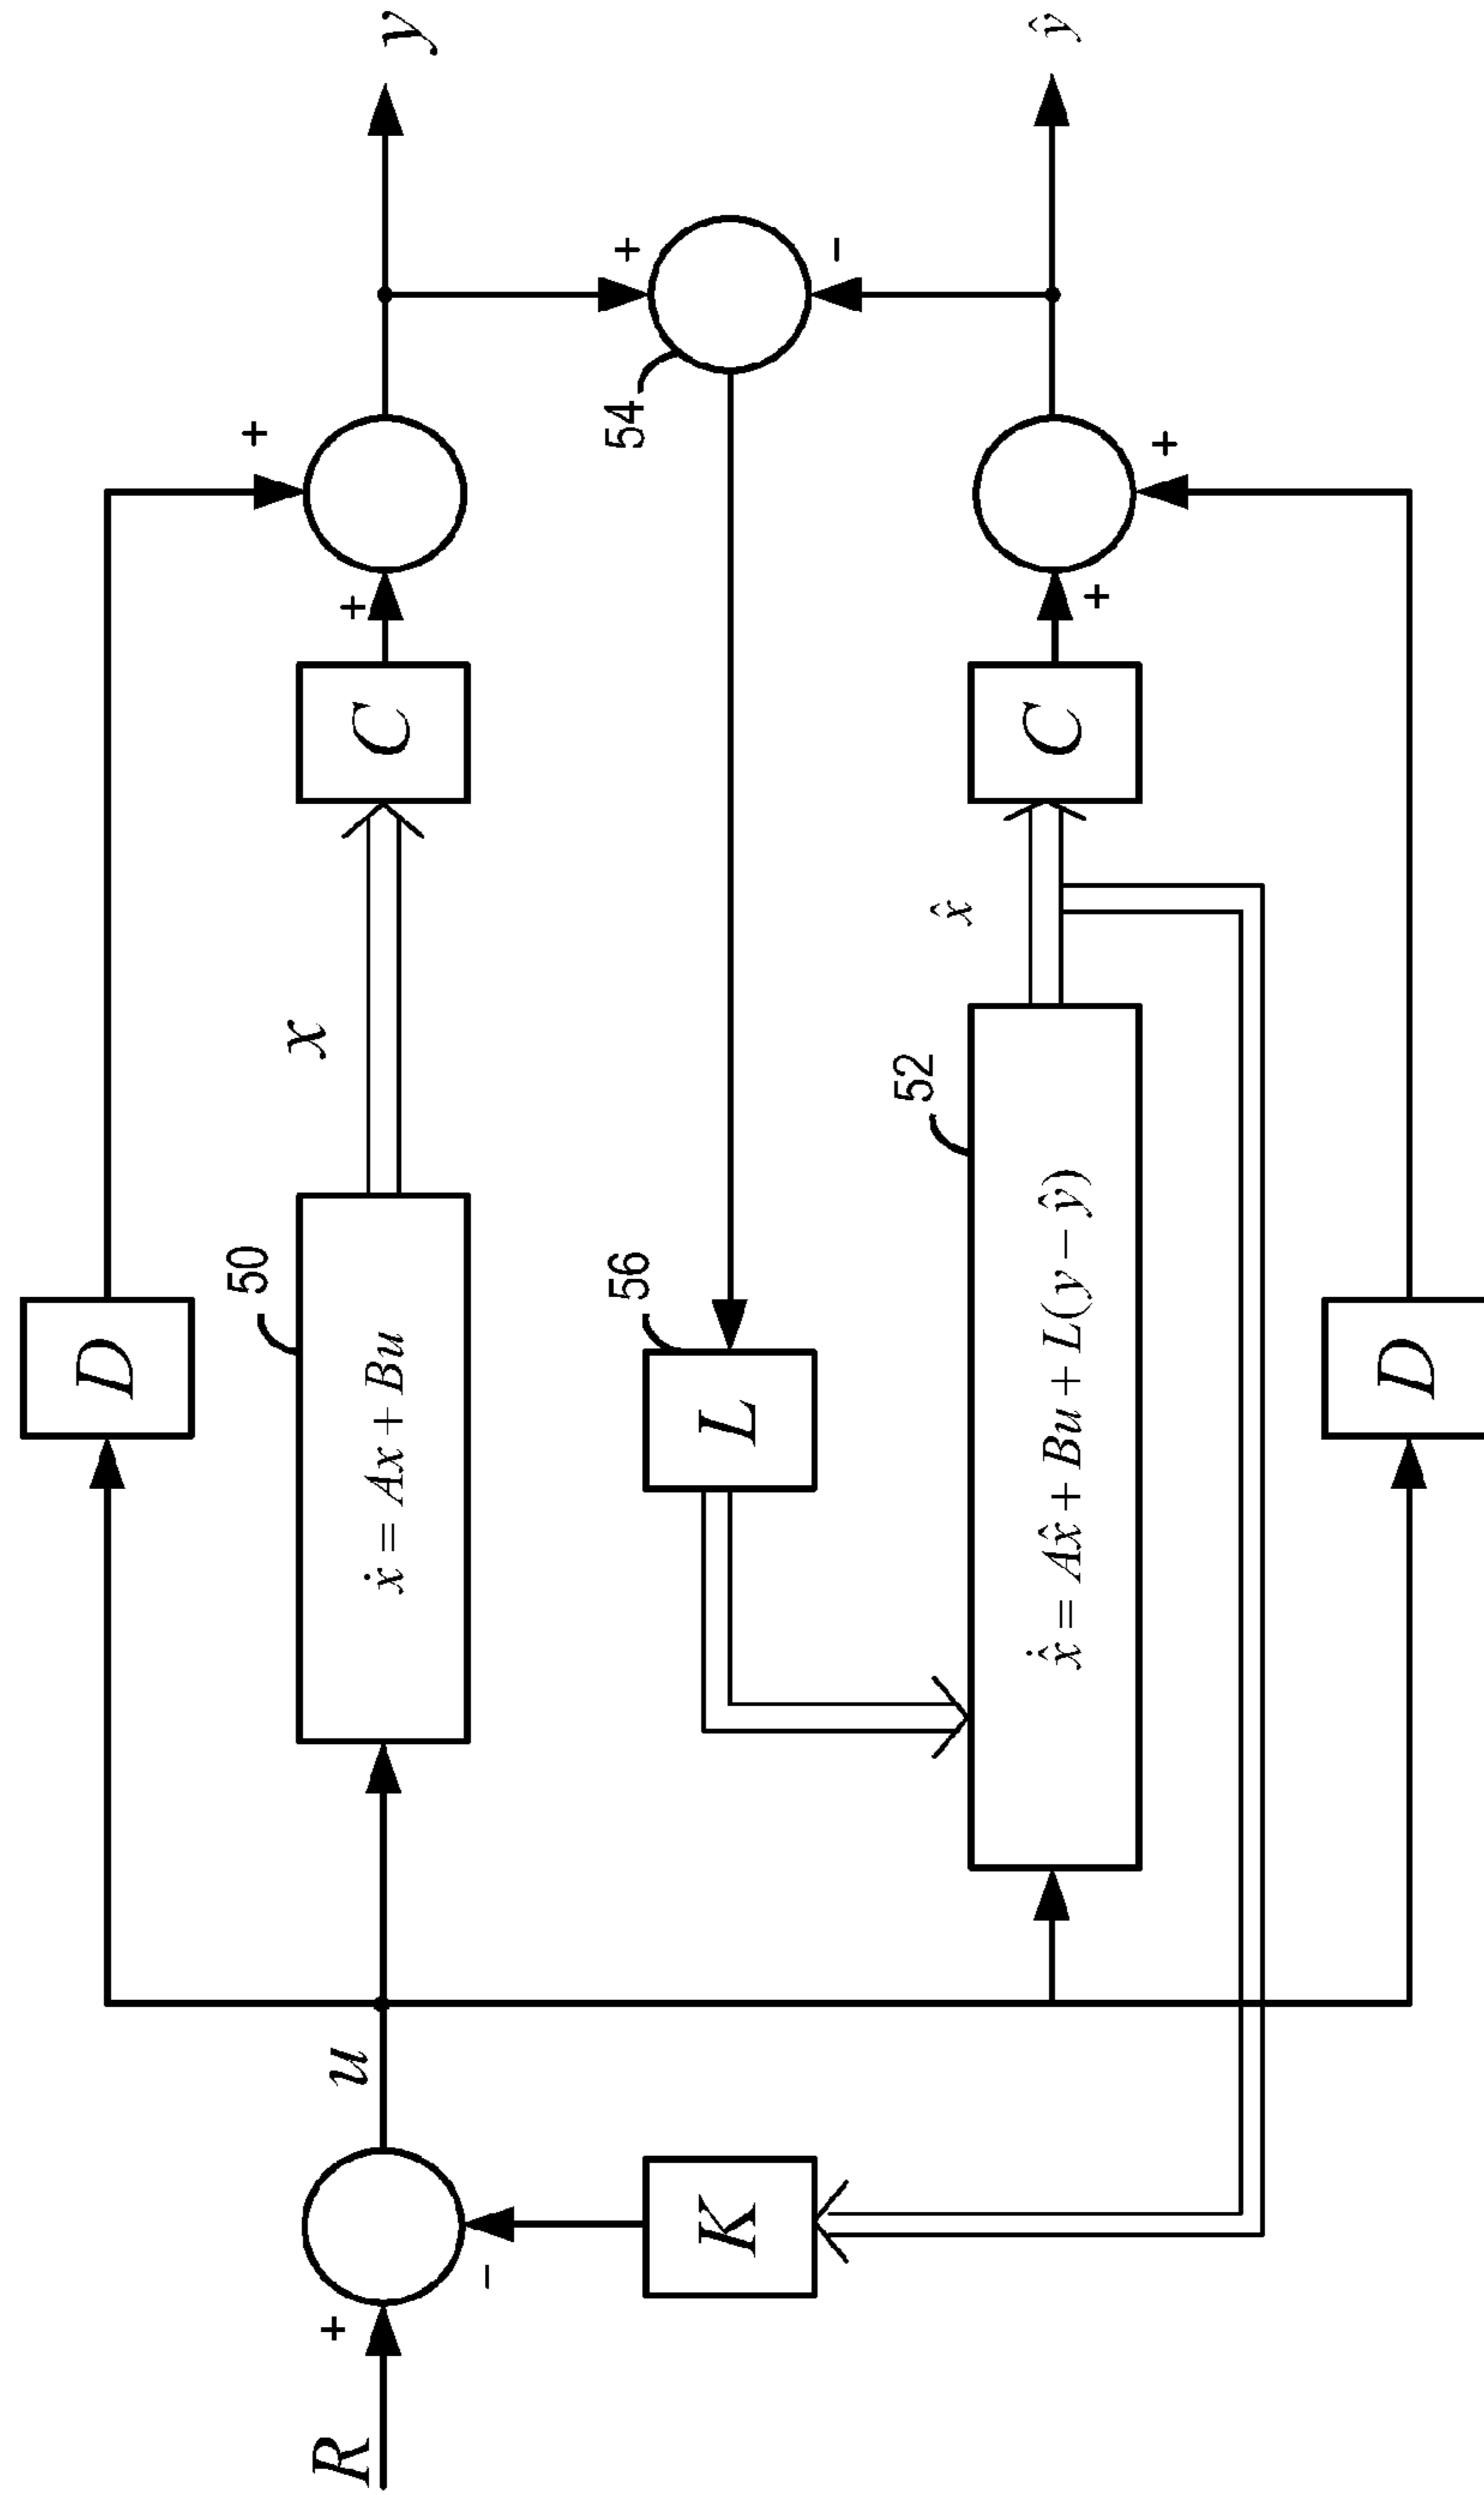 D
+
50
x
+
y
R
+
u
ẋ = Ax + Bu
C
−
+
K
56
L
54
−
52
x̂
ŷ
x̂̇ = Ax̂ + Bu + L(y − ŷ)
C
+
+
D